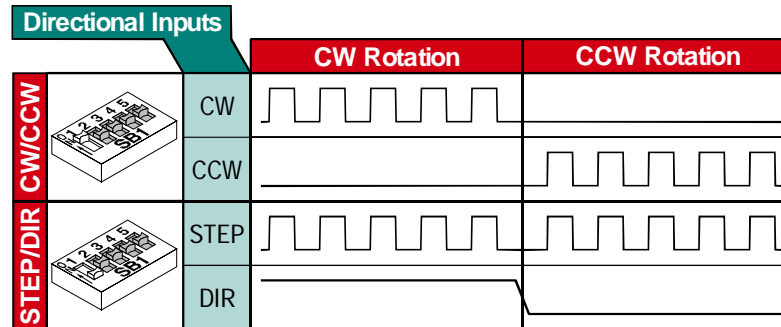 Directional Inputs
CW Rotation CCW Rotation
CW/CCW
1 2 3 4 5
SB1
CW
CCW
STEP/DIR
1 2 3 4 5
SB1
STEP
DIR